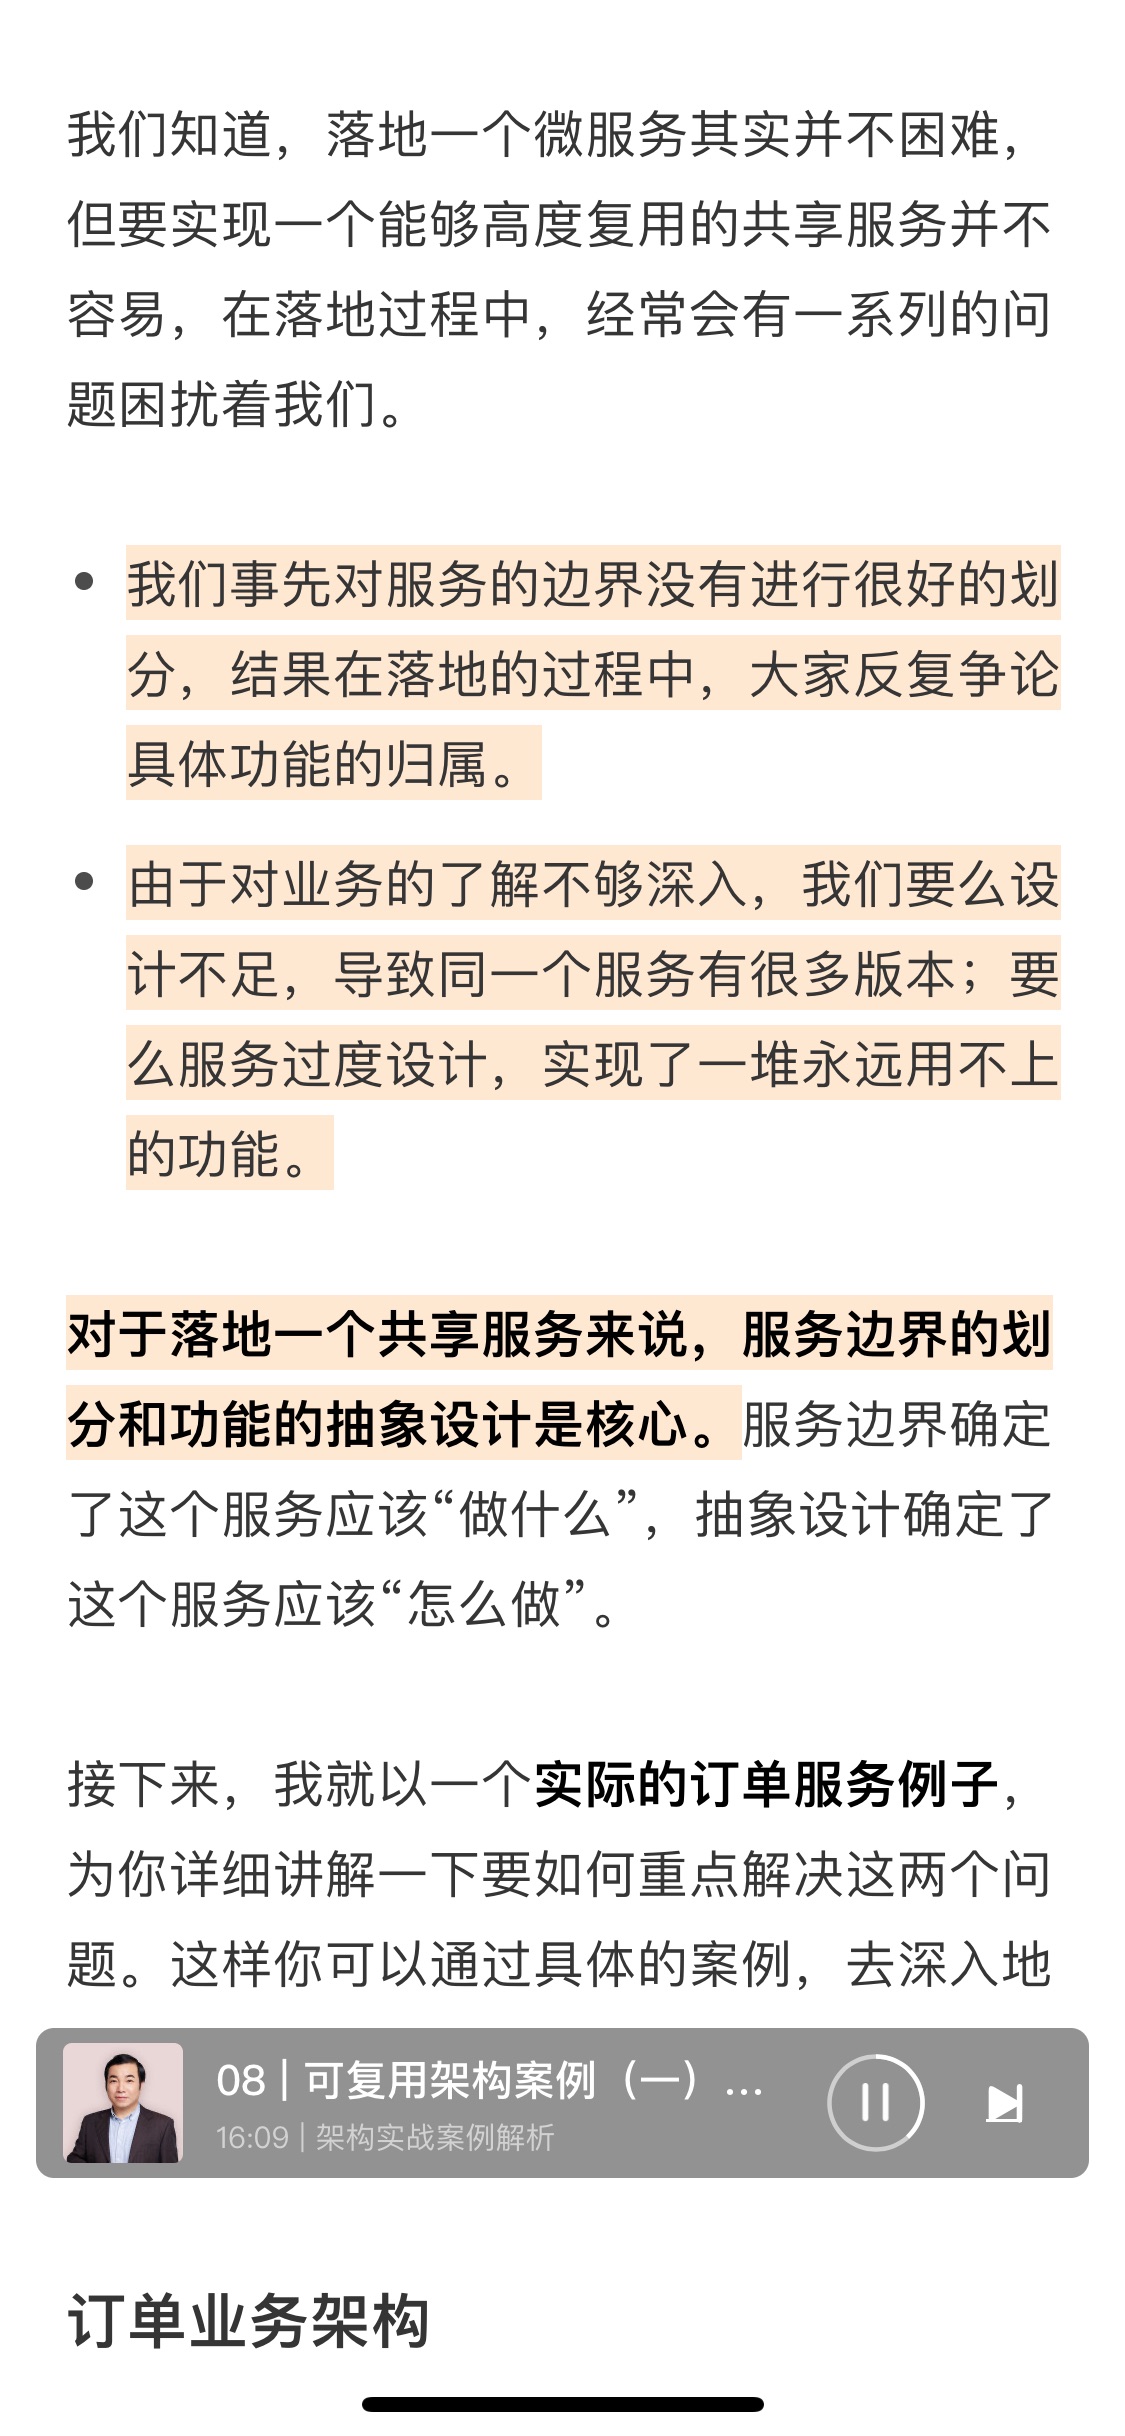 我们知道，落地一个微服务其实并不困难，
但要实现一个能够高度复用的共享服务并不
容易，在落地过程中，经常会有一系列的问
题困扰着我们。
• 我们事先对服务的边界没有进行很好的划
分，结果在落地的过程中，大家反复争论
具体功能的归属。
• 由于对业务的了解不够深入，我们要么设
计不足，导致同一个服务有很多版本；要
么服务过度设计，实现了一堆永远用不上
的功能。
对于落地一个共享服务来说，服务边界的划
分和功能的抽象设计是核心。服务边界确定
了这个服务应该“做什么”，抽象设计确定了
这个服务应该“怎么做”。
接下来，我就以一个实际的订单服务例子，
为你详细讲解一下要如何重点解决这两个问
题。这样你可以通过具体的案例，去深入地
08 | 可复用架构案例（一）...
16:09 | 架构实战案例解析
订单业务架构